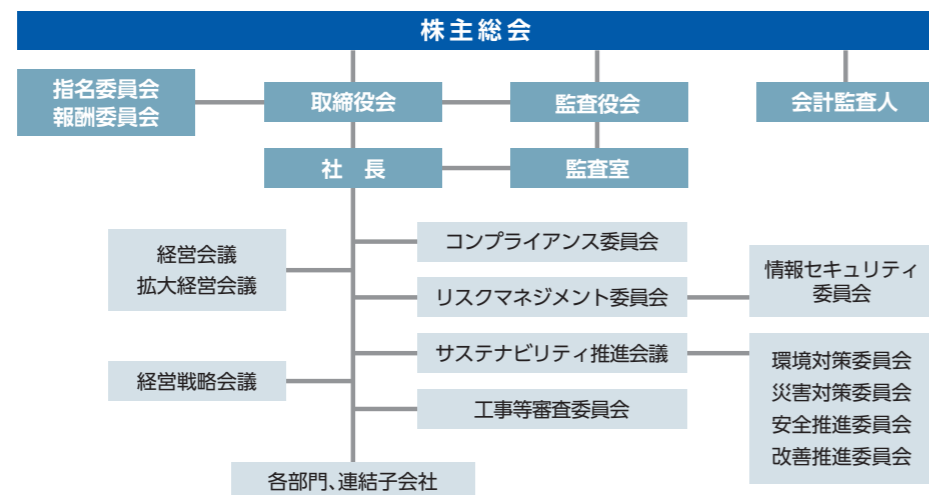 株主総会
指名委員会
報酬委員会
取締役会
監査役会
会計監査人
社　長
監査室
経営会議
拡大経営会議
コンプライアンス委員会
リスクマネジメント委員会
情報セキュリティ
委員会
サステナビリティ推進会議
環境対策委員会
災害対策委員会
安全推進委員会
改善推進委員会
経営戦略会議
工事等審査委員会
各部門、連結子会社